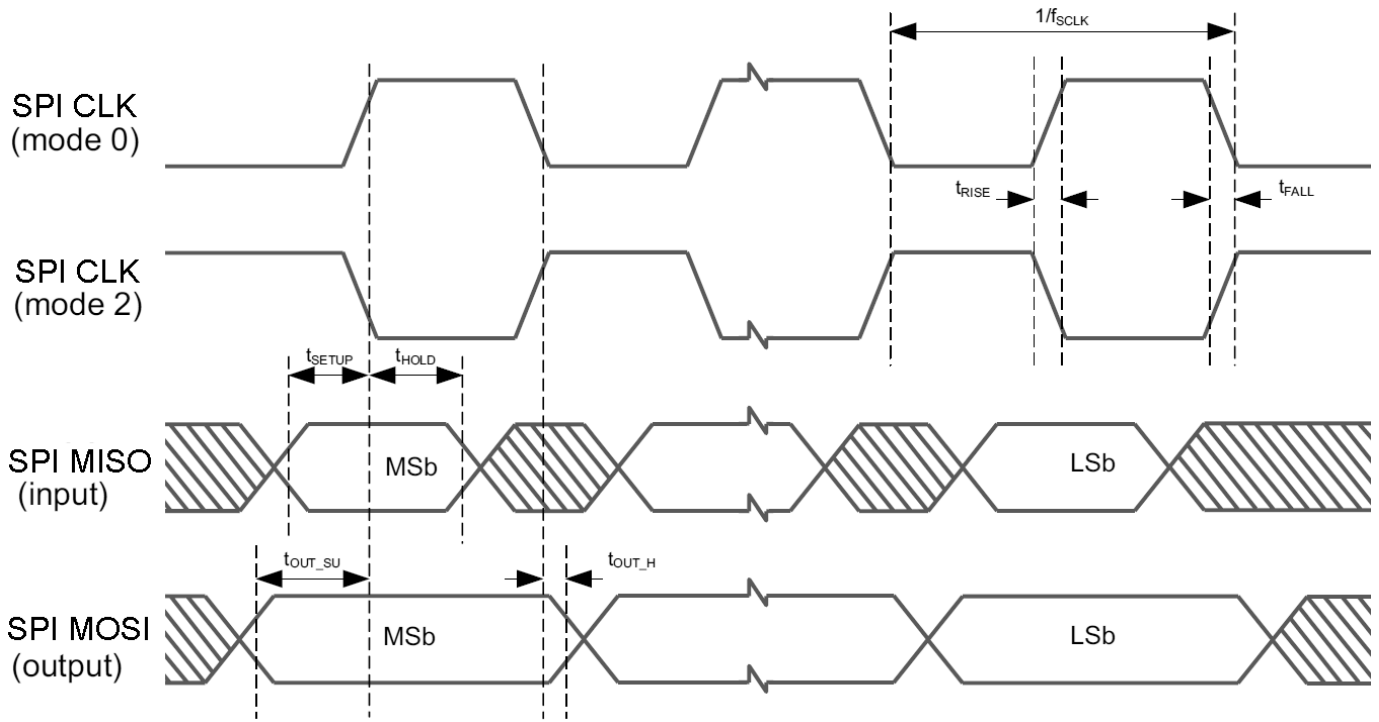 1/fSCLK
SPI CLK
(mode 0)
tRISE
tFALL
SPI CLK
(mode 2)
tSETUP
tHOLD
SPI MISO
(input)
MSb
LSb
tOUT_SU
tOUT_H
SPI MOSI
(output)
MSb
LSb